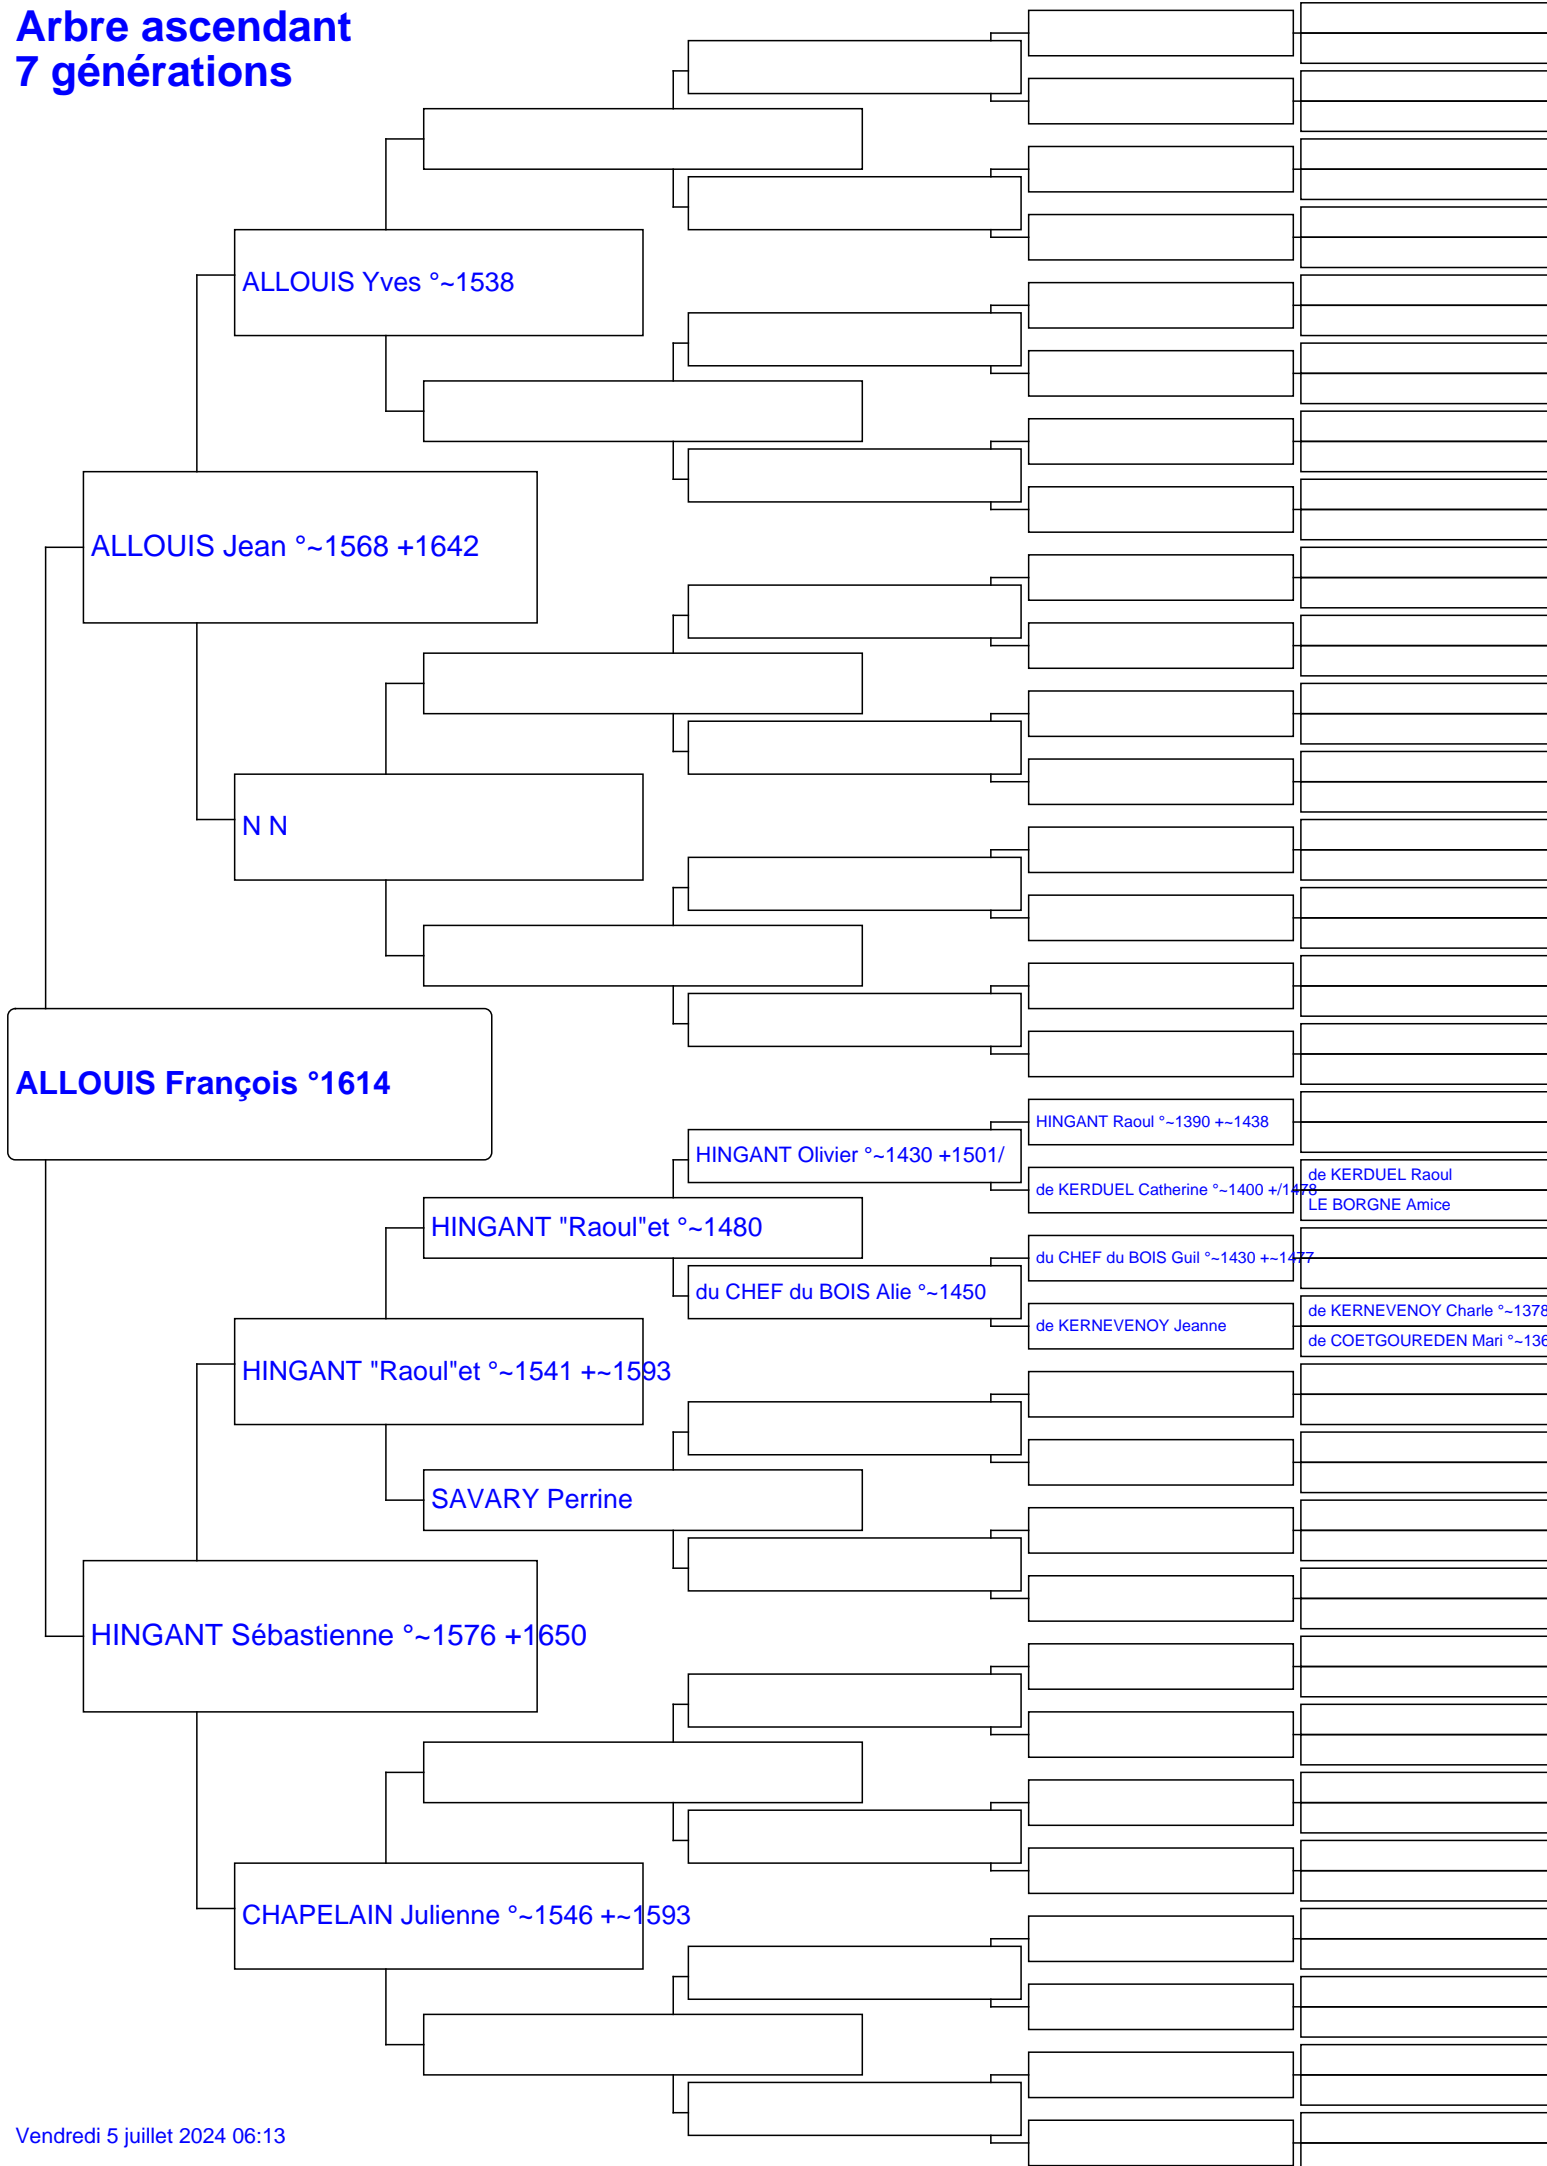 Arbre ascendant
7 générations
ALLOUIS Yves °~1538
ALLOUIS Jean °~1568 +1642
N N
ALLOUIS François °1614
HINGANT Raoul °~1390 +~1438
HINGANT Olivier °~1430 +1501/
de KERDUEL Raoul
de KERDUEL Catherine °~1400 +/1478
LE BORGNE Amice
HINGANT "Raoul"et °~1480
du CHEF du BOIS Guil °~1430 +~1477
du CHEF du BOIS Alie °~1450
de KERNEVENOY Charle °~1378
de KERNEVENOY Jeanne
de COETGOUREDEN Mari °~136
HINGANT "Raoul"et °~1541 +~1593
SAVARY Perrine
HINGANT Sébastienne °~1576 +1650
CHAPELAIN Julienne °~1546 +~1593
Vendredi 5 juillet 2024 06:13